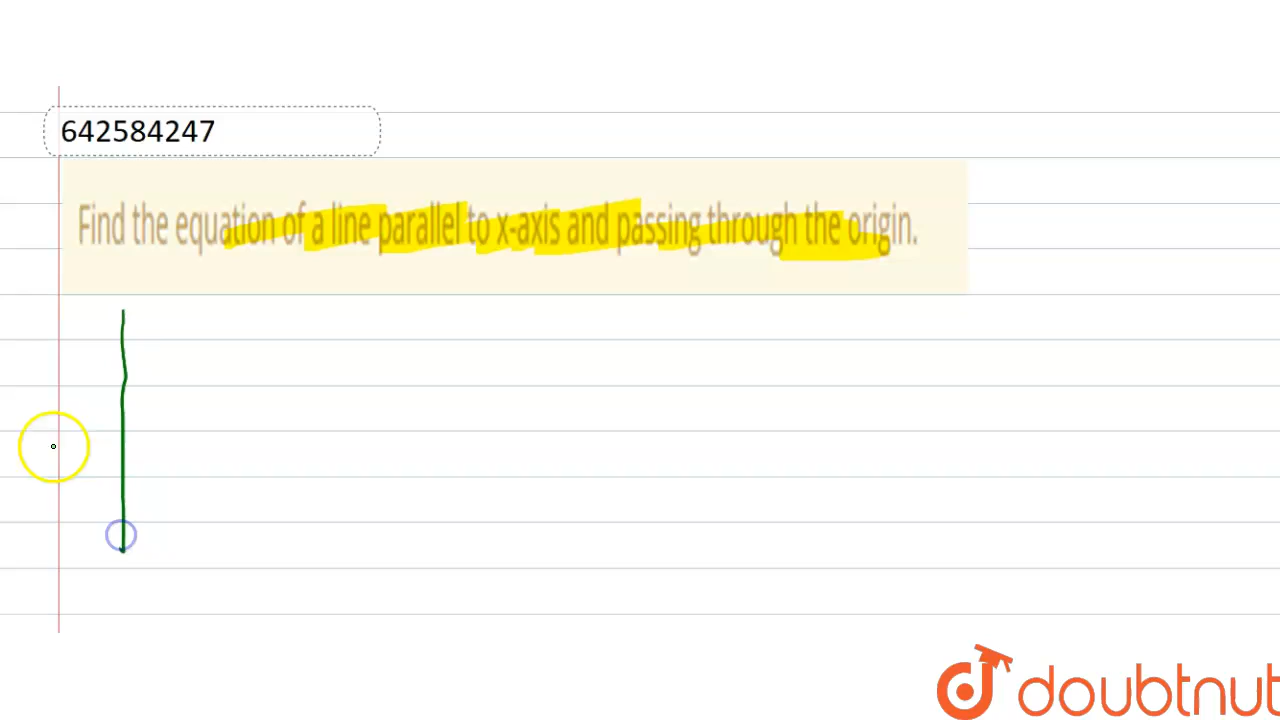 642584247
Find the equation of a line parallel to x-axis and passing through the origin.
doubtnut